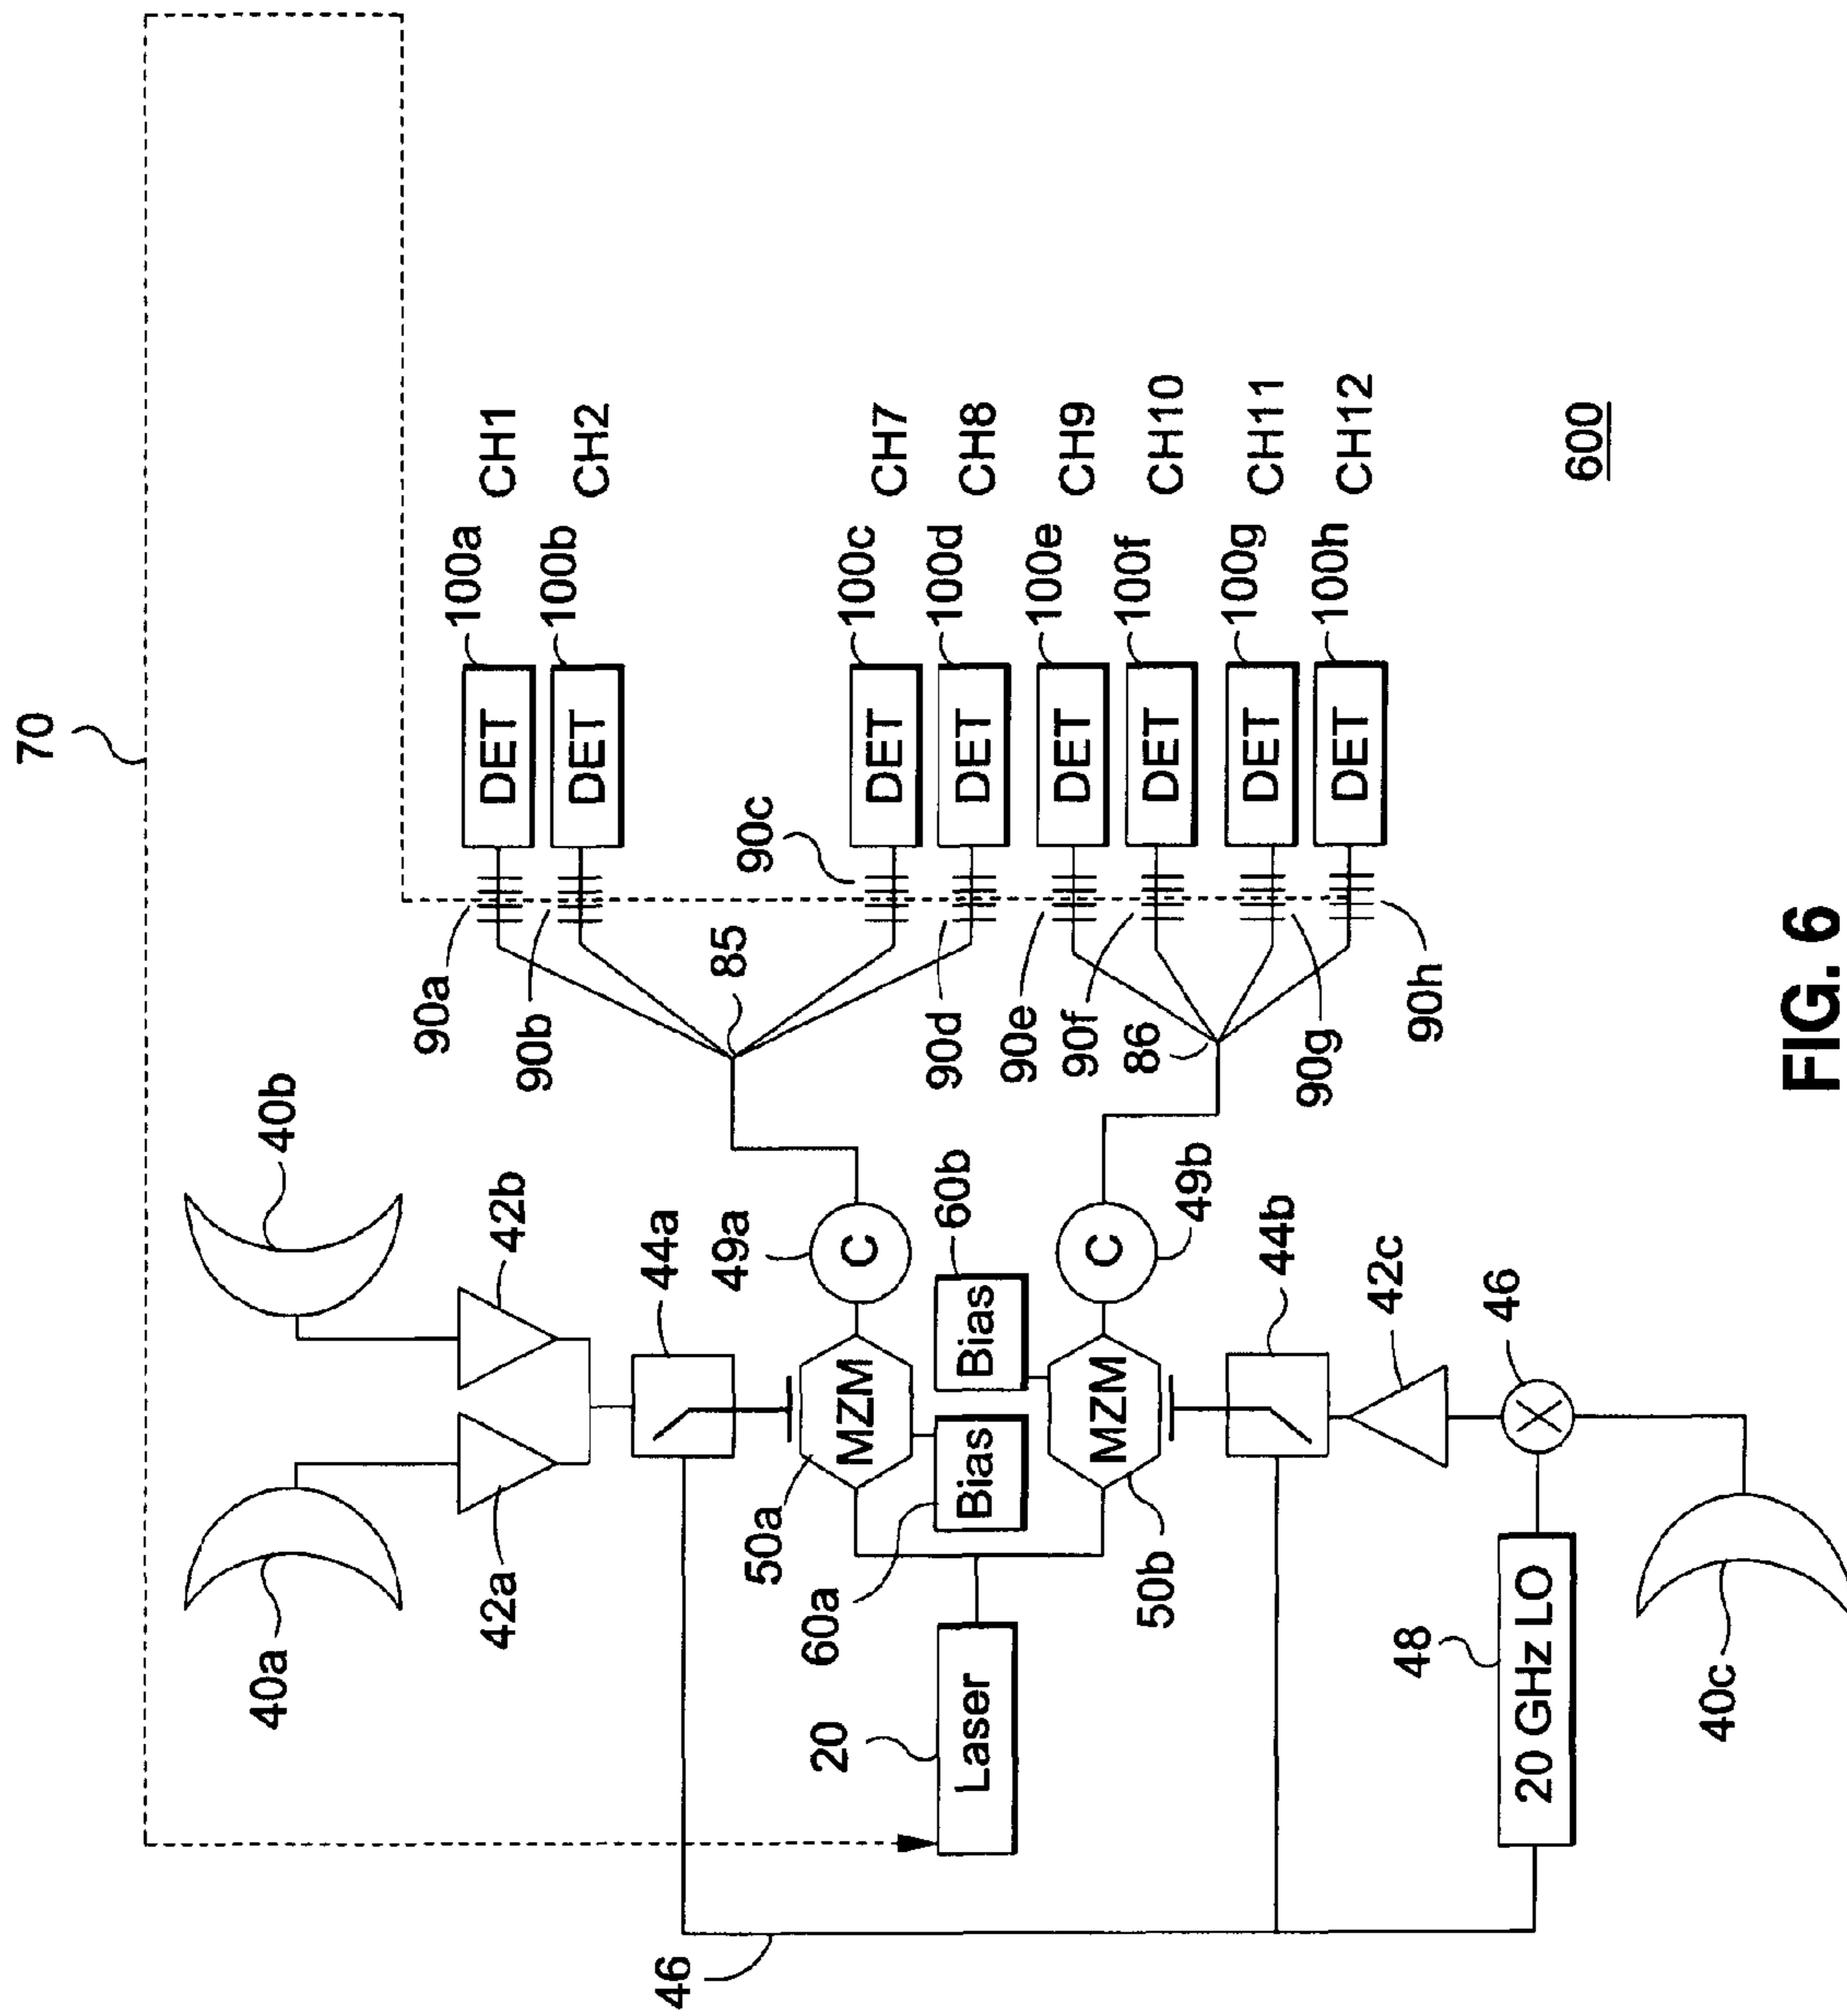 70
40a
40b
42a
42b
44a
49a
46
20
Laser
60a
Bias
50a
MZM
C
60b
Bias
50b
MZM
C
49b
44b
42c
46
48
20 GHz LO
40c
85
86
90a
90b
90c
90d
90e
90f
90g
90h
DET
100a
CH1
DET
100b
CH2
DET
100c
CH7
DET
100d
CH8
DET
100e
CH9
DET
100f
CH10
DET
100g
CH11
DET
100h
CH12
600
FIG. 6